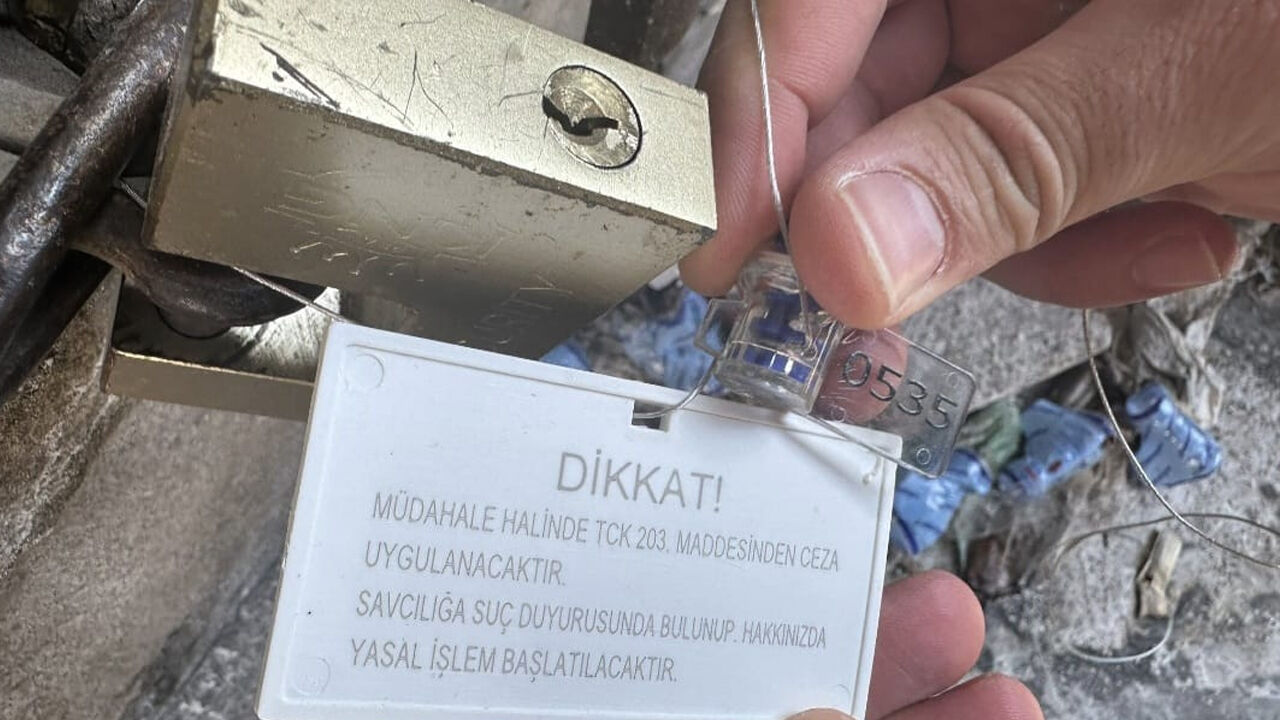 0535
DİKKAT!
MÜDAHALE HALİNDE TCK 203. MADDESİNDEN CEZA
UYGULANACAKTIR.
SAVCILIĞA SUÇ DUYURUSUNDA BULUNUP. HAKKINIZDA
YASAL İŞLEM BAŞLATILACAKTIR.